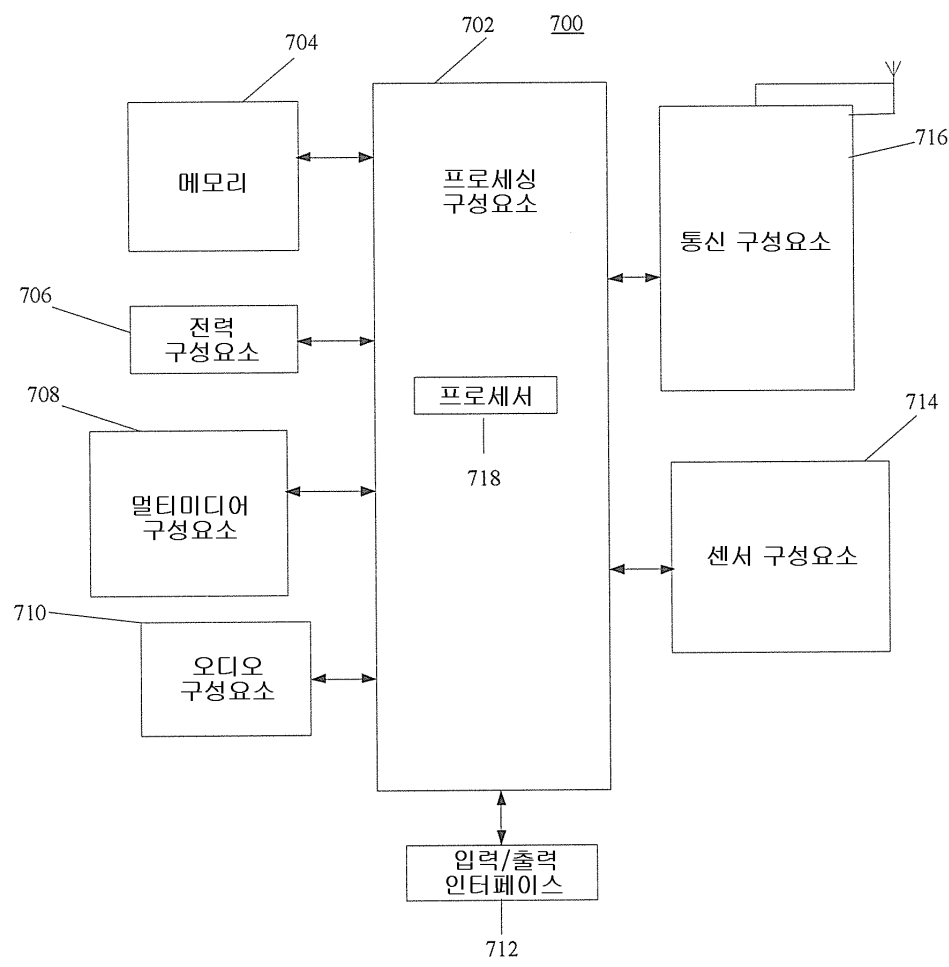 700
702
704
메모리
프로세싱
구성요소
716
통신 구성요소
706
전력
구성요소
프로세서
718
708
멀티미디어
구성요소
714
센서 구성요소
710
오디오
구성요소
입력/출력
인터페이스
712